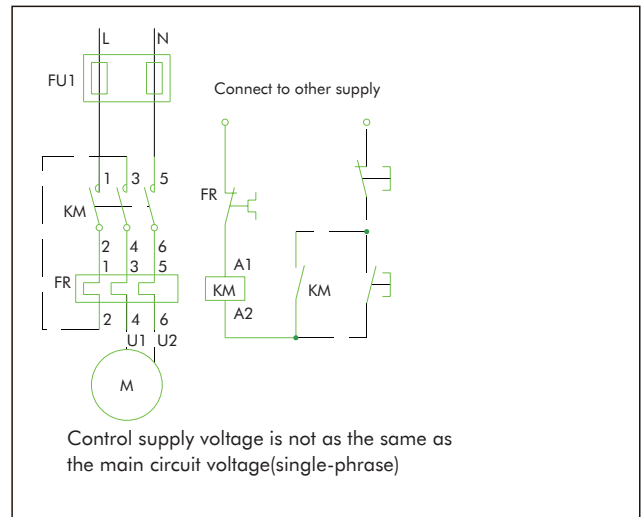 L N
FU1
Connect to other supply
1 3 5
KM
FR
2 4 6
1 3 5
FR
A1
KM
KM
A2
2 4 6
U1 U2
M
Control supply voltage is not as the same as
the main circuit voltage(single-phrase)